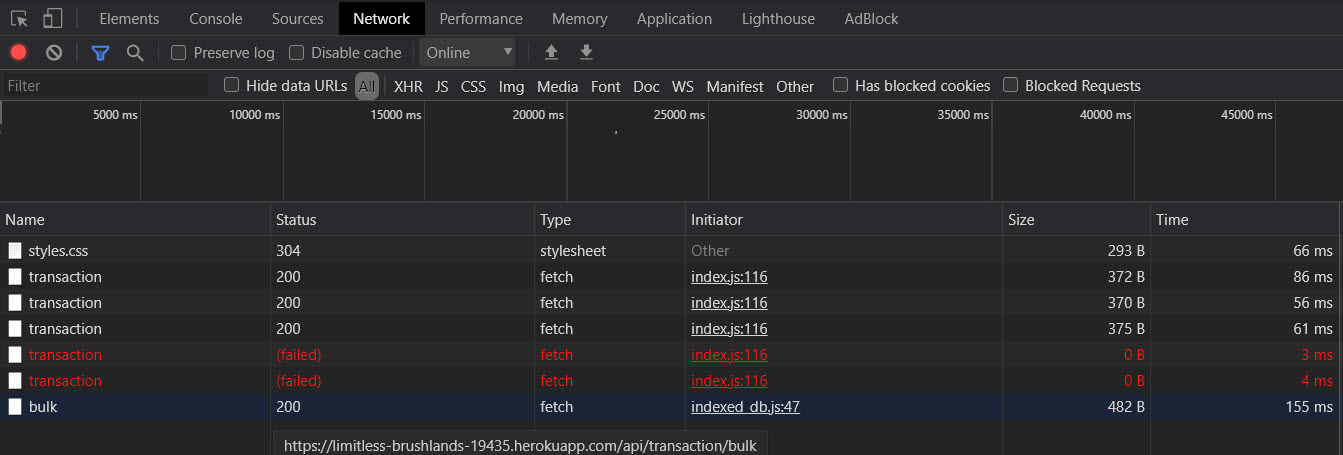 Elements Console Sources Network Performance Memory Application Lighthouse AdBlock
Preserve log Disable cache Online
Filter Hide data URLs All XHR JS CSS Img Media Font Doc WS Manifest Other Has blocked cookies Blocked Requests
5000 ms 10000 ms 15000 ms 20000 ms 25000 ms 30000 ms 35000 ms 40000 ms 45000 ms
Name Status Type Initiator Size Time
styles.css 304 stylesheet Other 293 B 66 ms
transaction 200 fetch index.js:116 372 B 86 ms
transaction 200 fetch index.js:116 370 B 56 ms
transaction 200 fetch index.js:116 375 B 61 ms
transaction (failed) fetch index.js:116 0 B 3 ms
transaction (failed) fetch index.js:116 0 B 4 ms
bulk 200 fetch indexed_db.js:47 482 B 155 ms
https://limitless-brushlands-19435.herokuapp.com/api/transaction/bulk